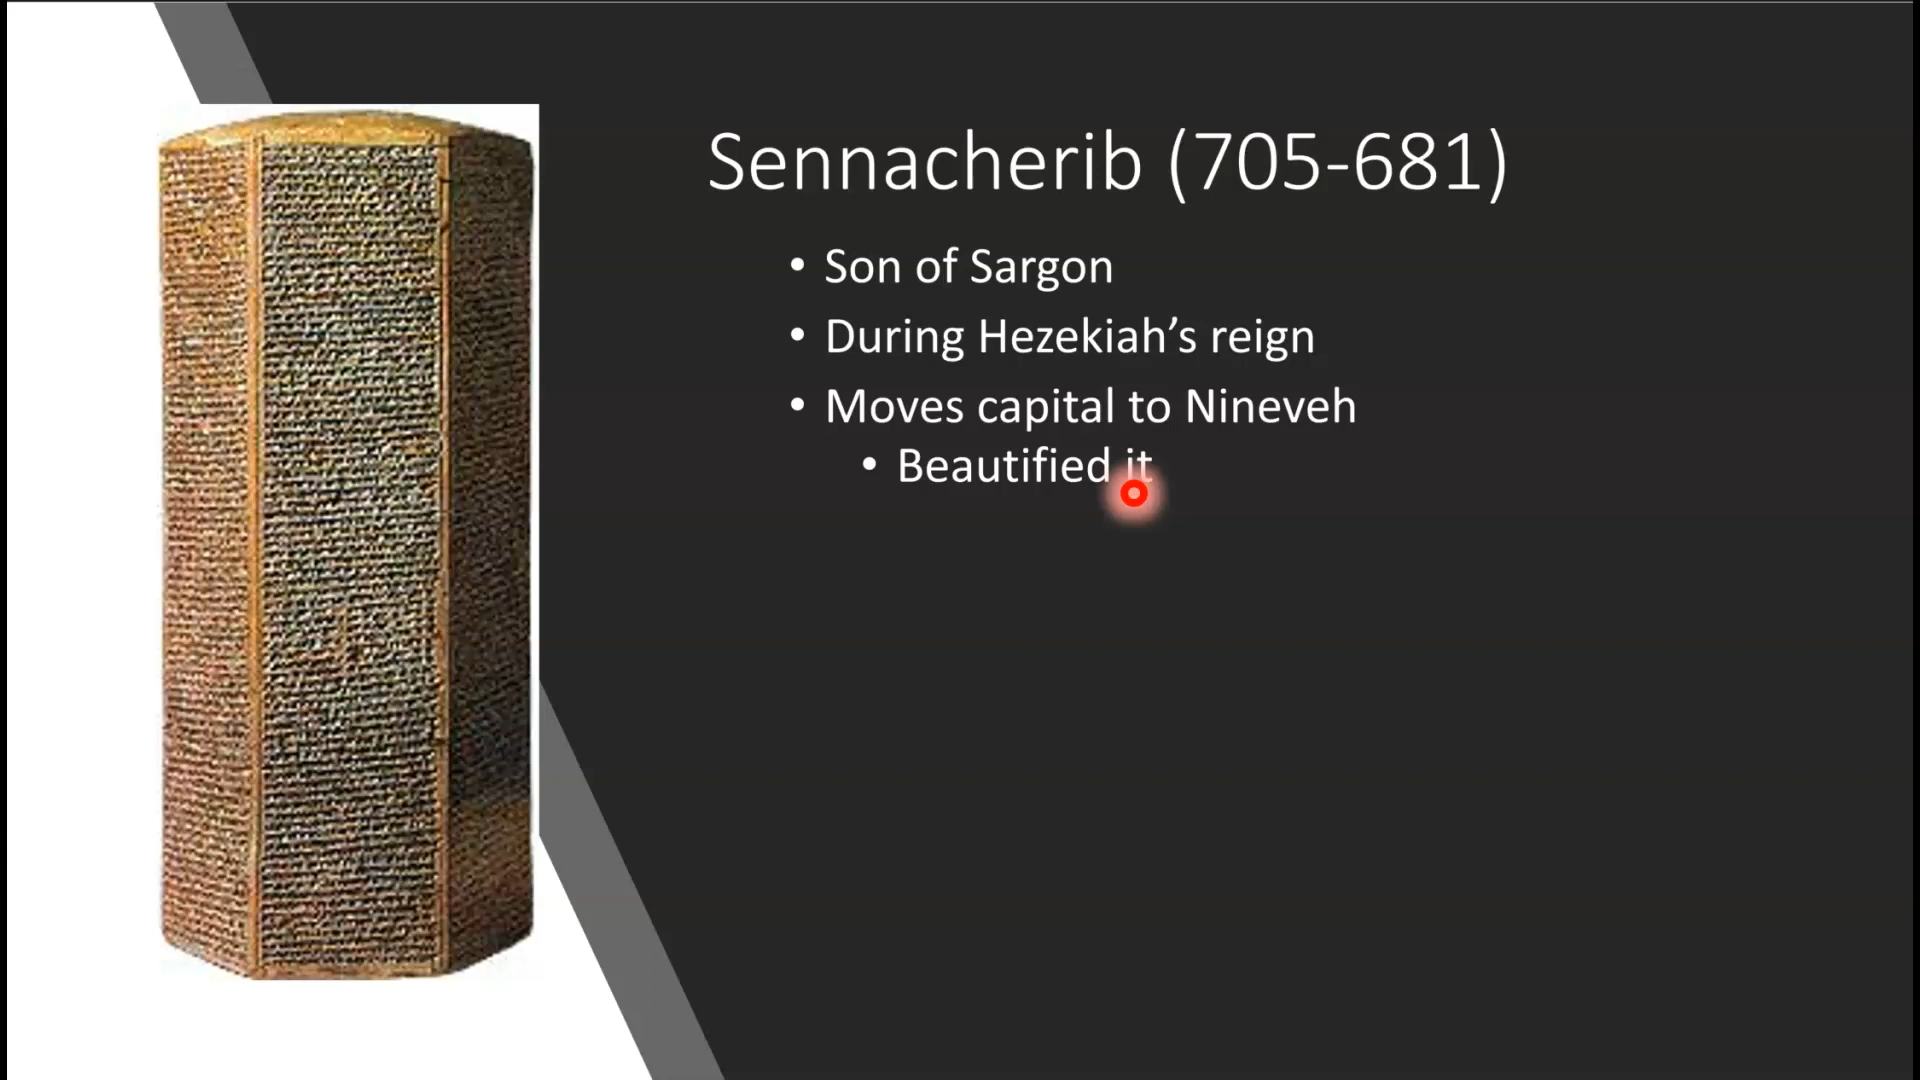 Sennacherib (705-681)
• Son of Sargon
• During Hezekiah’s reign
• Moves capital to Nineveh
• Beautified it